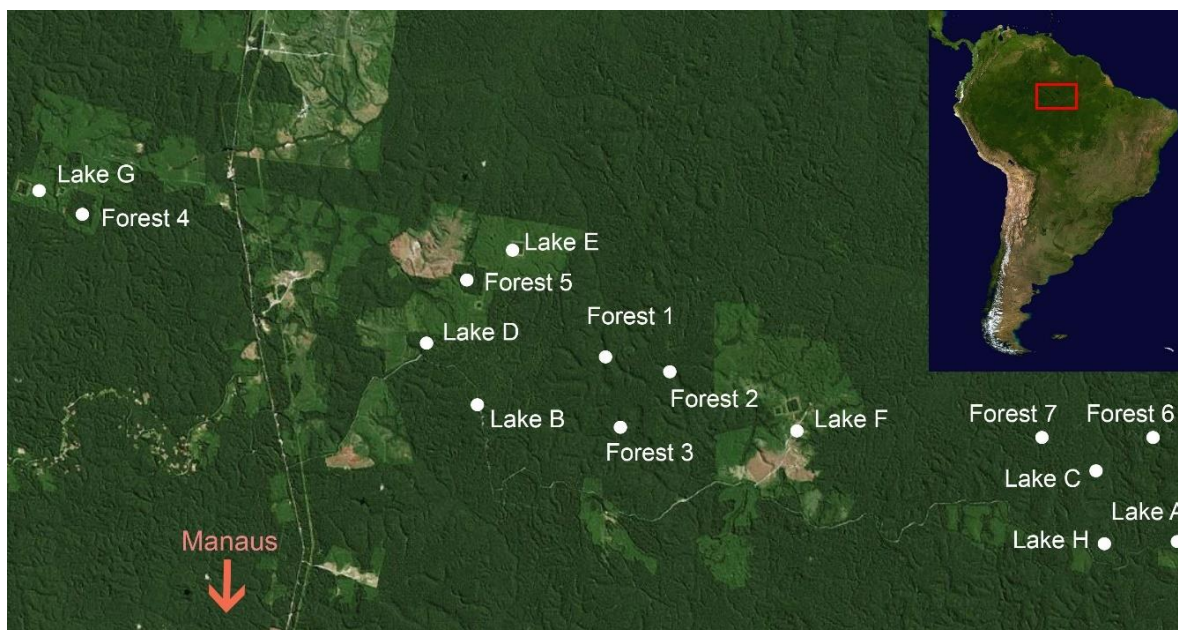 Lake G
Forest 4
Lake E
Forest 5
Forest 1
Lake D
Forest 2
Lake B
Forest 3
Lake F
Forest 7
Forest 6
Lake C
Lake A
Lake H
Manaus